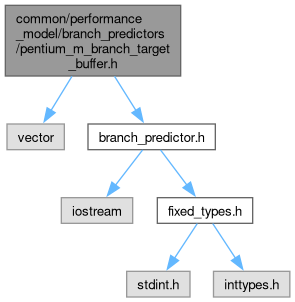 common/performance
_model/branch_predictors
/pentium_m_branch_target
_buffer.h
vector
branch_predictor.h
iostream
fixed_types.h
stdint.h
inttypes.h